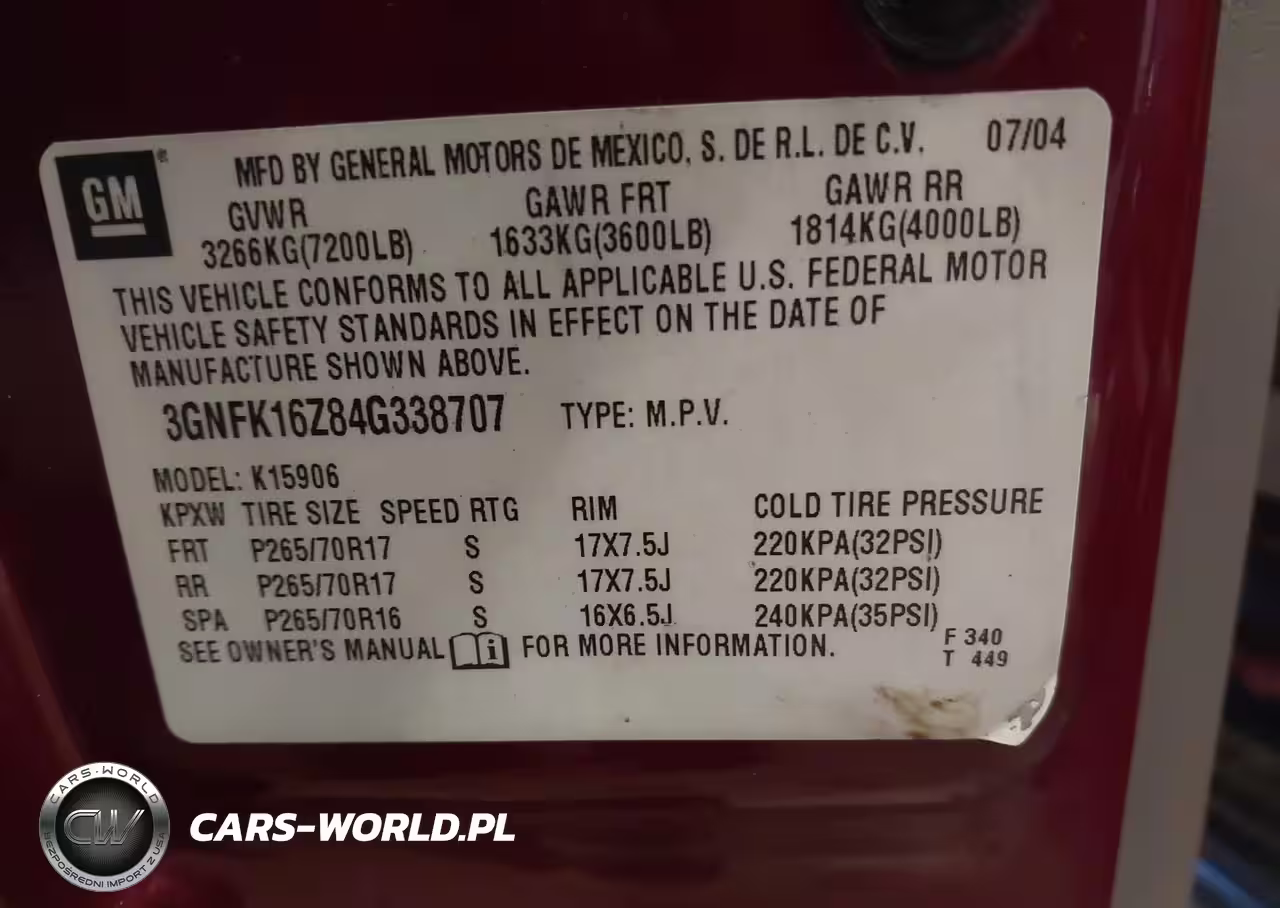 GM
MFD BY GENERAL MOTORS DE MEXICO, S. DE R.L. DE C.V. 07/04
GVWR GAWR FRT GAWR RR
3266KG(7200LB) 1633KG(3600LB) 1814KG(4000LB)
THIS VEHICLE CONFORMS TO ALL APPLICABLE U.S. FEDERAL MOTOR
VEHICLE SAFETY STANDARDS IN EFFECT ON THE DATE OF
MANUFACTURE SHOWN ABOVE.
3GNFK16Z84G338707 TYPE: M.P.V.
MODEL: K15906
KPXW TIRE SIZE SPEED RTG RIM COLD TIRE PRESSURE
FRT P265/70R17 S 17X7.5J 220KPA(32PSI)
RR P265/70R17 S 17X7.5J 220KPA(32PSI)
SPA P265/70R16 S 16X6.5J 240KPA(35PSI)
SEE OWNER'S MANUAL i FOR MORE INFORMATION.
F 340
T 449
CARS-WORLD
CW
BEZPOŚREDNI IMPORT Z USA
CARS-WORLD.PL